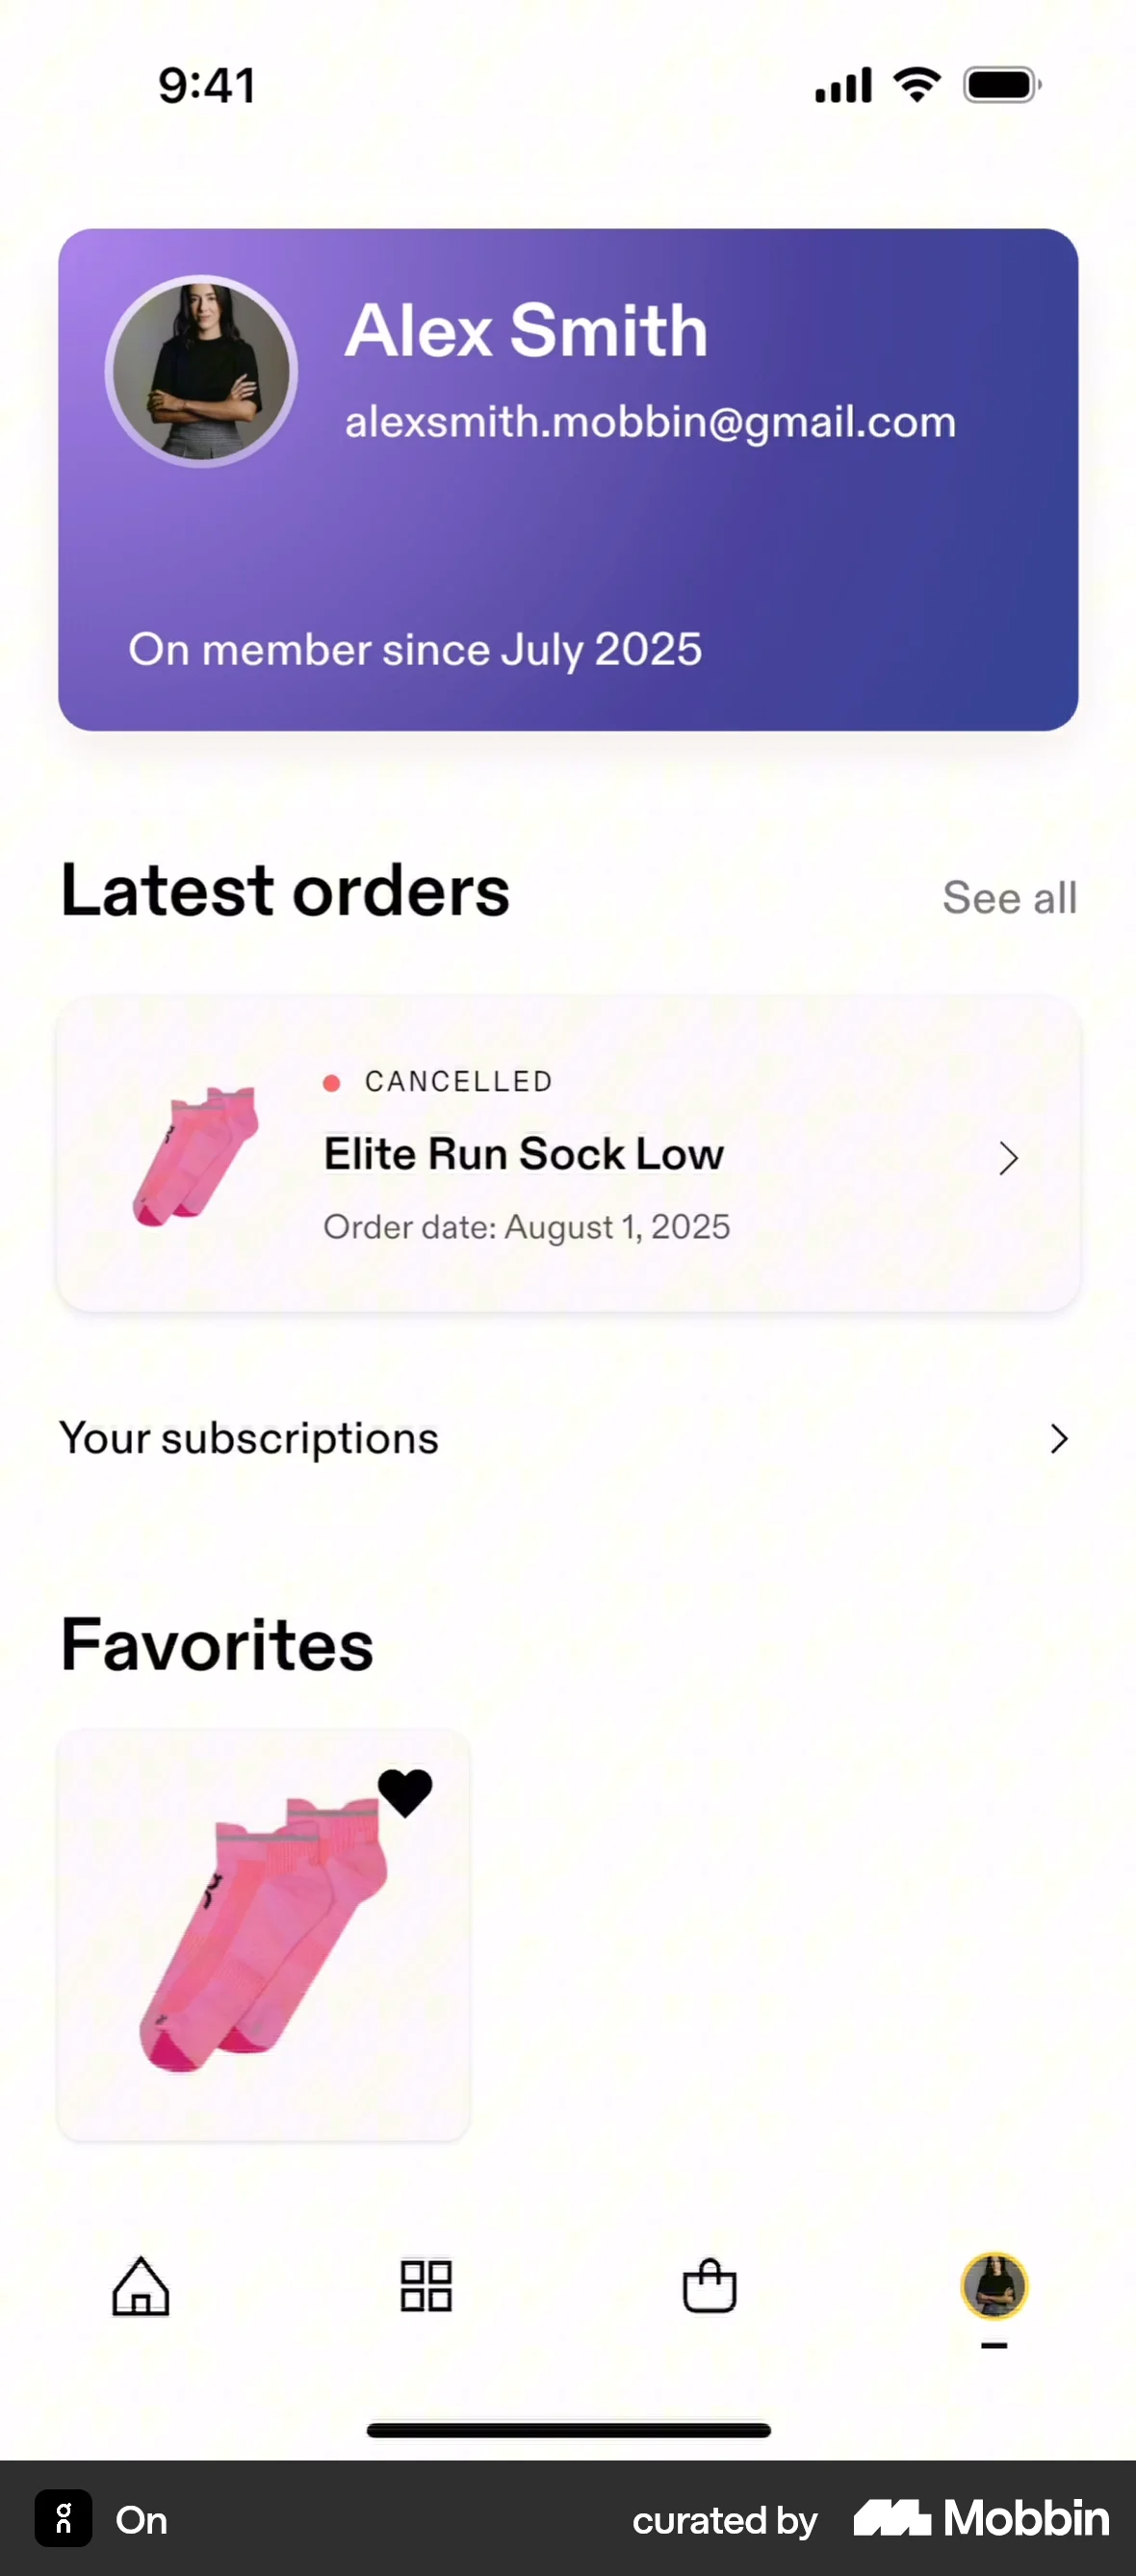 9:41
Alex Smith
alexsmith.mobbin@gmail.com
On member since July 2025
Latest orders
See all
CANCELLED
Elite Run Sock Low
Order date: August 1, 2025
Your subscriptions
Favorites
On
curated by Mobbin